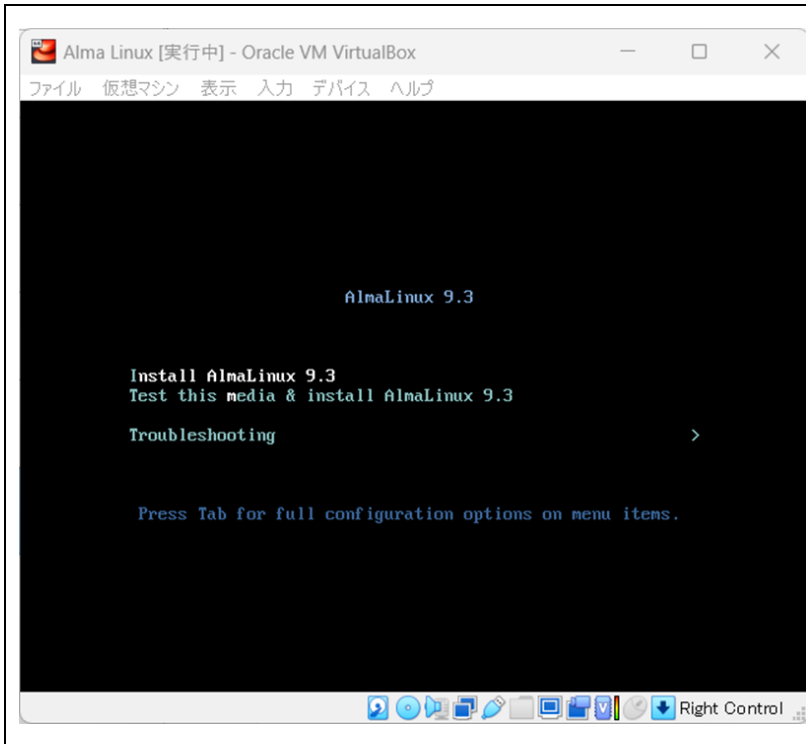 Alma Linux [実行中] - Oracle VM VirtualBox
ファイル 仮想マシン 表示 入力 デバイス ヘルプ
AlmaLinux 9.3
Install AlmaLinux 9.3
Test this media & install AlmaLinux 9.3
Troubleshooting >
Press Tab for full configuration options on menu items.
Right Control